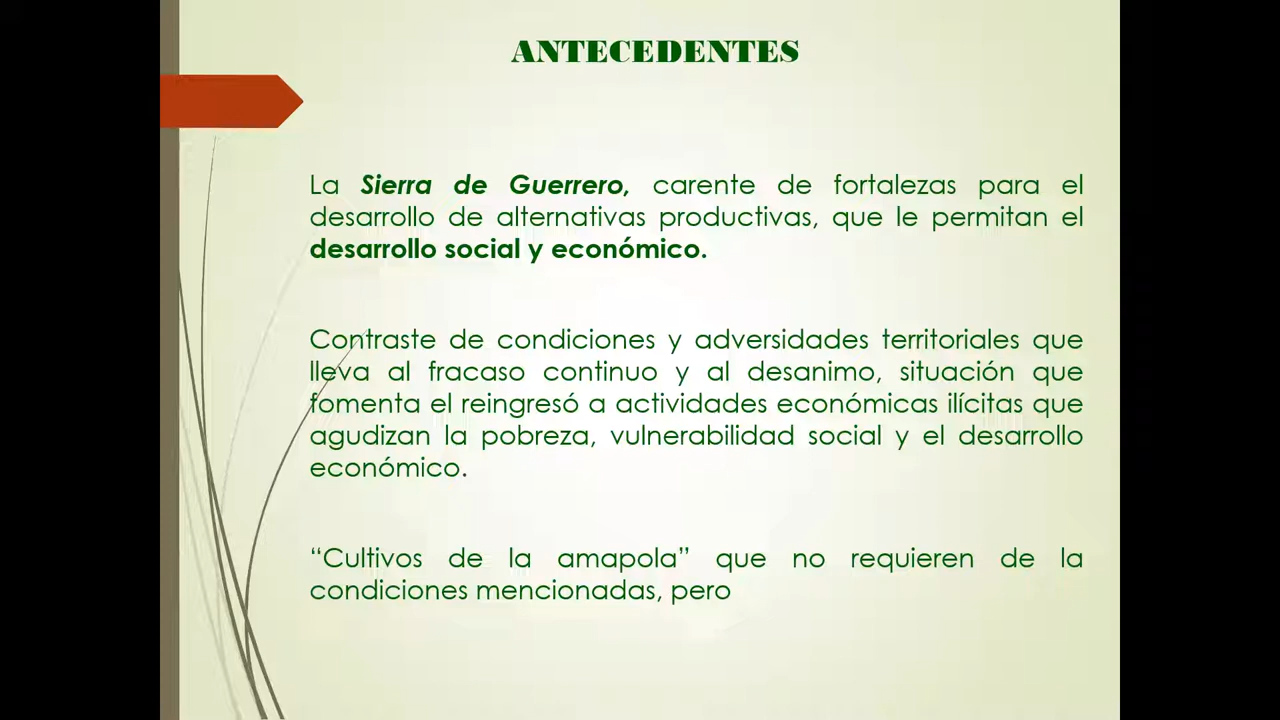 ANTECEDENTES
La Sierra de Guerrero, carente de fortalezas para el
desarrollo de alternativas productivas, que le permitan el
desarrollo social y económico.
Contraste de condiciones y adversidades territoriales que
lleva al fracaso continuo y al desanimo, situación que
fomenta el reingresó a actividades económicas ilícitas que
agudizan la pobreza, vulnerabilidad social y el desarrollo
económico.
“Cultivos de la amapola” que no requieren de la
condiciones mencionadas, pero